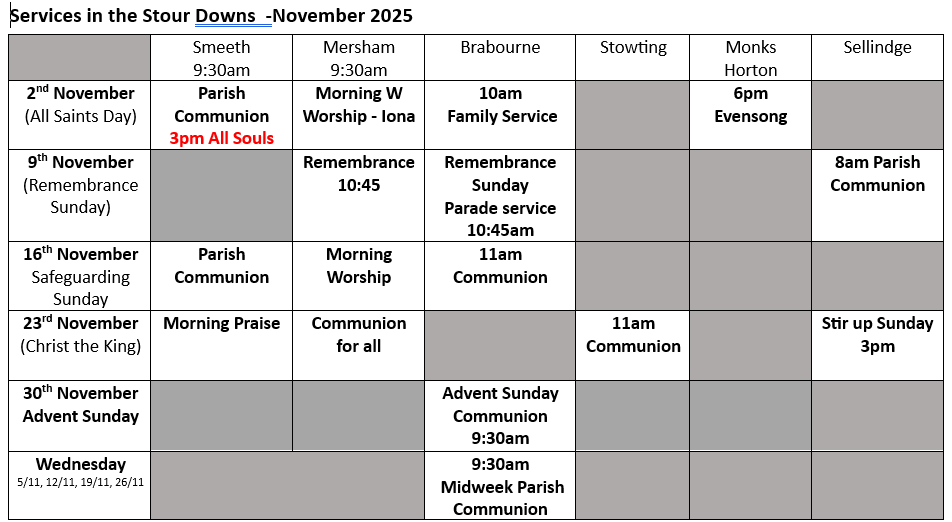 Services in the Stour Downs -November 2025
Smeeth
9:30am
Mersham
9:30am
Brabourne
Stowting
Monks
Horton
Sellindge
2nd November
(All Saints Day)
Parish
Communion
3pm All Souls
Morning W
Worship - Iona
10am
Family Service
6pm
Evensong
9th November
(Remembrance
Sunday)
Remembrance
10:45
Remembrance
Sunday
Parade service
10:45am
8am Parish
Communion
16th November
Safeguarding
Sunday
Parish
Communion
Morning
Worship
11am
Communion
23rd November
(Christ the King)
Morning Praise
Communion
for all
11am
Communion
Stir up Sunday
3pm
30th November
Advent Sunday
Advent Sunday
Communion
9:30am
Wednesday
5/11, 12/11, 19/11, 26/11
9:30am
Midweek Parish
Communion